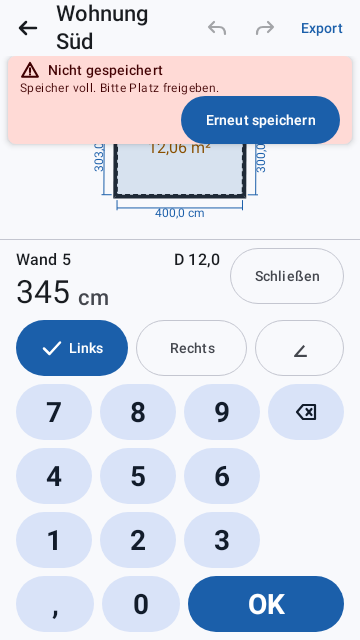 Wohnung
Süd
Export
Nicht gespeichert
Speicher voll. Bitte Platz freigeben.
Erneut speichern
12,06 m²
303,0
300,0
400,0 cm
Wand 5
D 12,0
Schließen
345 cm
Links
Rechts
7
8
9
4
5
6
1
2
3
,
0
OK